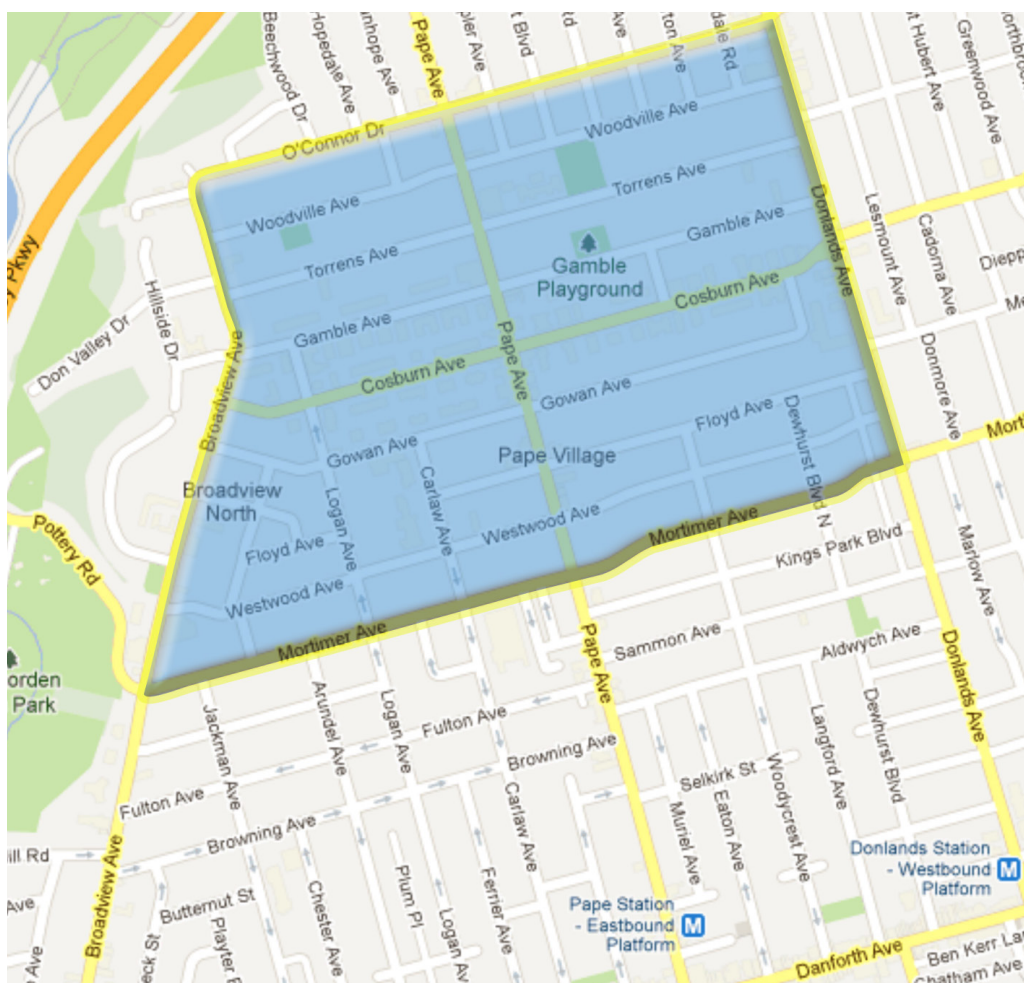 Beechwood Dr
Hopedale Ave
Pape Ave
Woodville Ave
O'Connor Dr
Woodville Ave
Torrens Ave
Torrens Ave
Gamble Ave
Gamble
Playground
Gamble Ave
Cosburn Ave
Cosburn Ave
Pape Ave
Donlands Ave
Lesmount Ave
Cadorna Ave
Greenwood Ave
Pkwy
Hillside Dr
Don Valley Dr
Broadview Ave
Gowan Ave
Gowan Ave
Floyd Ave
Dewhurst Blvd N
Donmore Ave
Pape Village
Broadview
North
Logan Ave
Carlaw Ave
Westwood Ave
Floyd Ave
Westwood Ave
Mortimer Ave
Mortimer Ave
Kings Park Blvd
Marlow Ave
Pottery Rd
Park
Sammon Ave
Aldwych Ave
Pape Ave
Donlands Ave
Jackman Ave
Arundel Ave
Logan Ave
Fulton Ave
Fulton Ave
Browning Ave
Browning Ave
Carlaw Ave
Selkirk St
Muriel Ave
Eaton Ave
Woodycrest Ave
Langford Ave
Dewhurst Blvd
Broadview Ave
Butternut St
Chester Ave
Plum Pl
Ferrier Ave
Donlands Station
- Westbound
Platform
Pape Station
- Eastbound
Platform
M
M
Danforth Ave
Chatham Ave